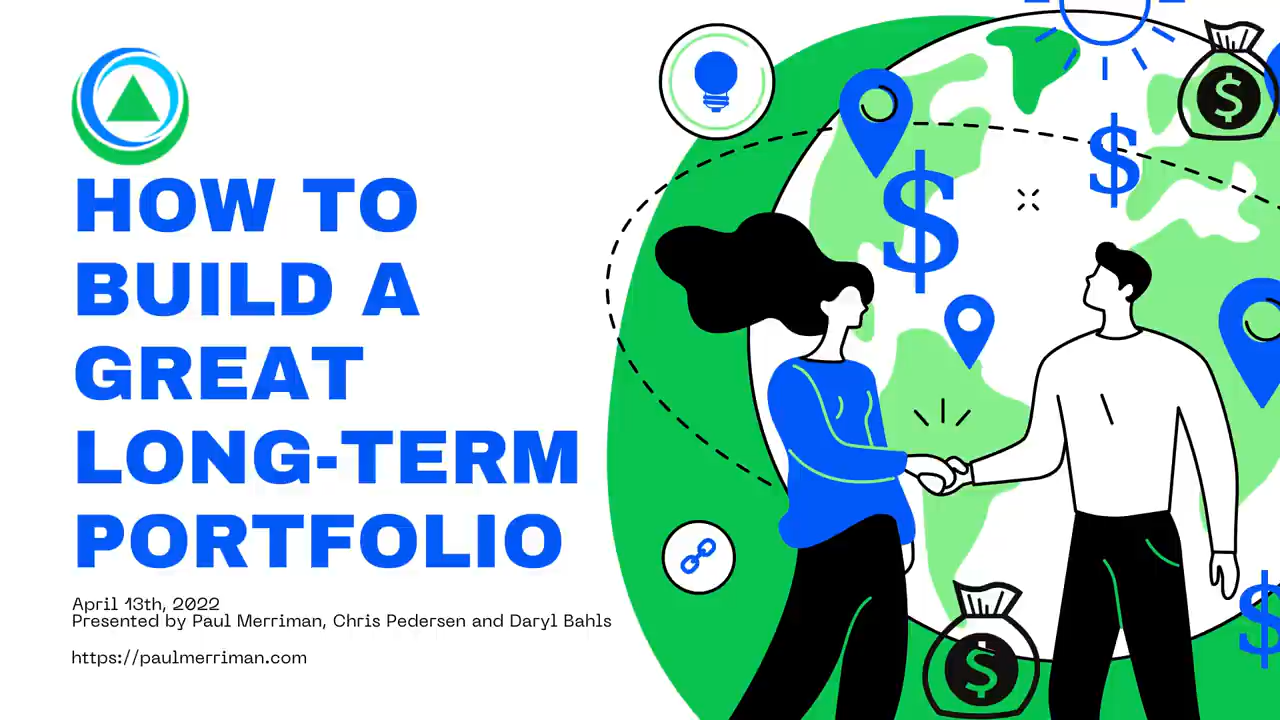 HOW TO
BUILD A
GREAT
LONG-TERM
PORTFOLIO
April 13th, 2022
Presented by Paul Merriman, Chris Pedersen and Daryl Bahls
https://paulmerriman.com
$
$
$
$
$